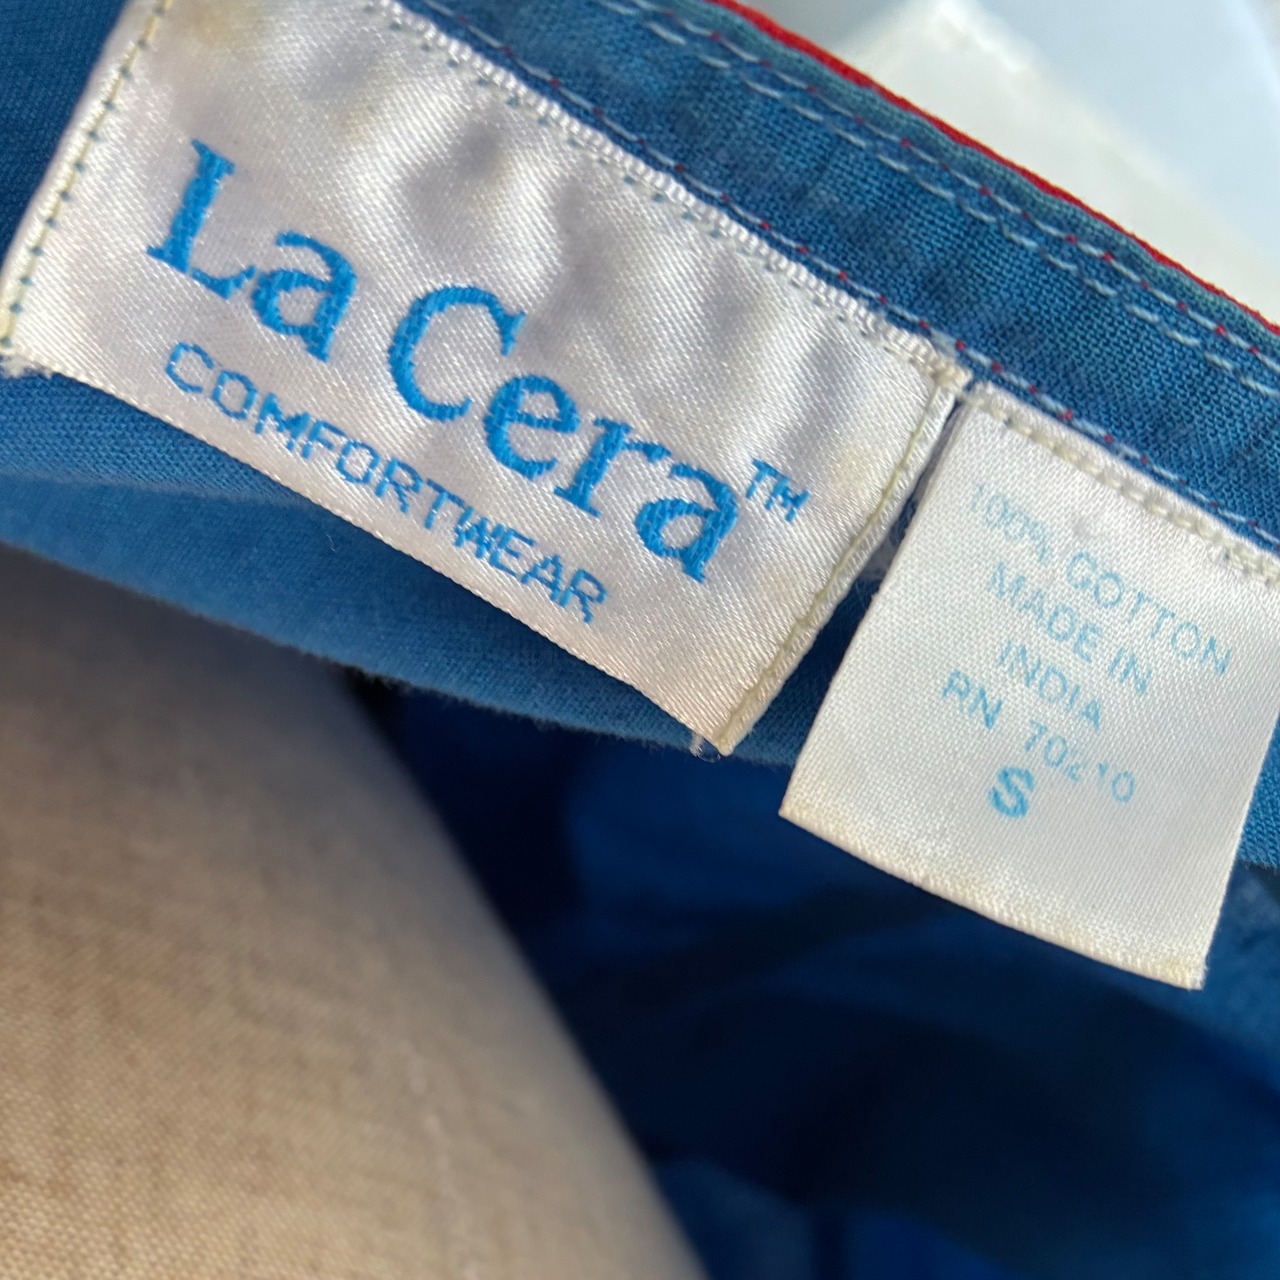 La Cera™
COMFORTWEAR
100% COTTON
MADE IN
INDIA
RN
S